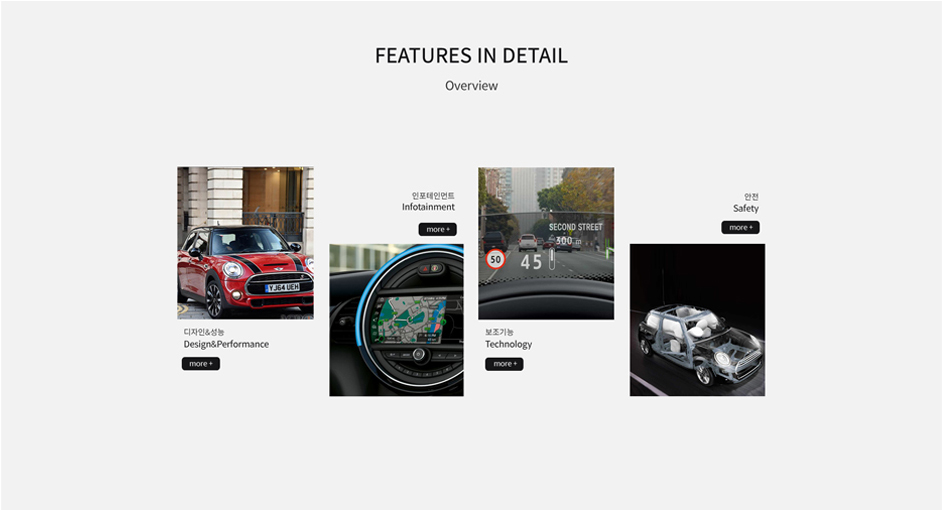 FEATURES IN DETAIL
Overview
YJ64 UEH
디자인&성능
Design&Performance
more +
인포테인먼트
Infotainment
more +
SECOND STREET
300 m
50
45
보조기능
Technology
more +
안전
Safety
more +